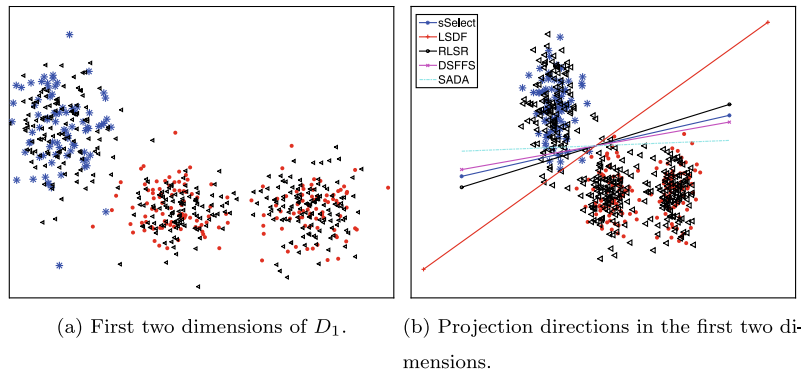 sSelect
LSDF
RLSR
DSFFS
SADA
(a) First two dimensions of D₁.
(b) Projection directions in the first two di-
mensions.